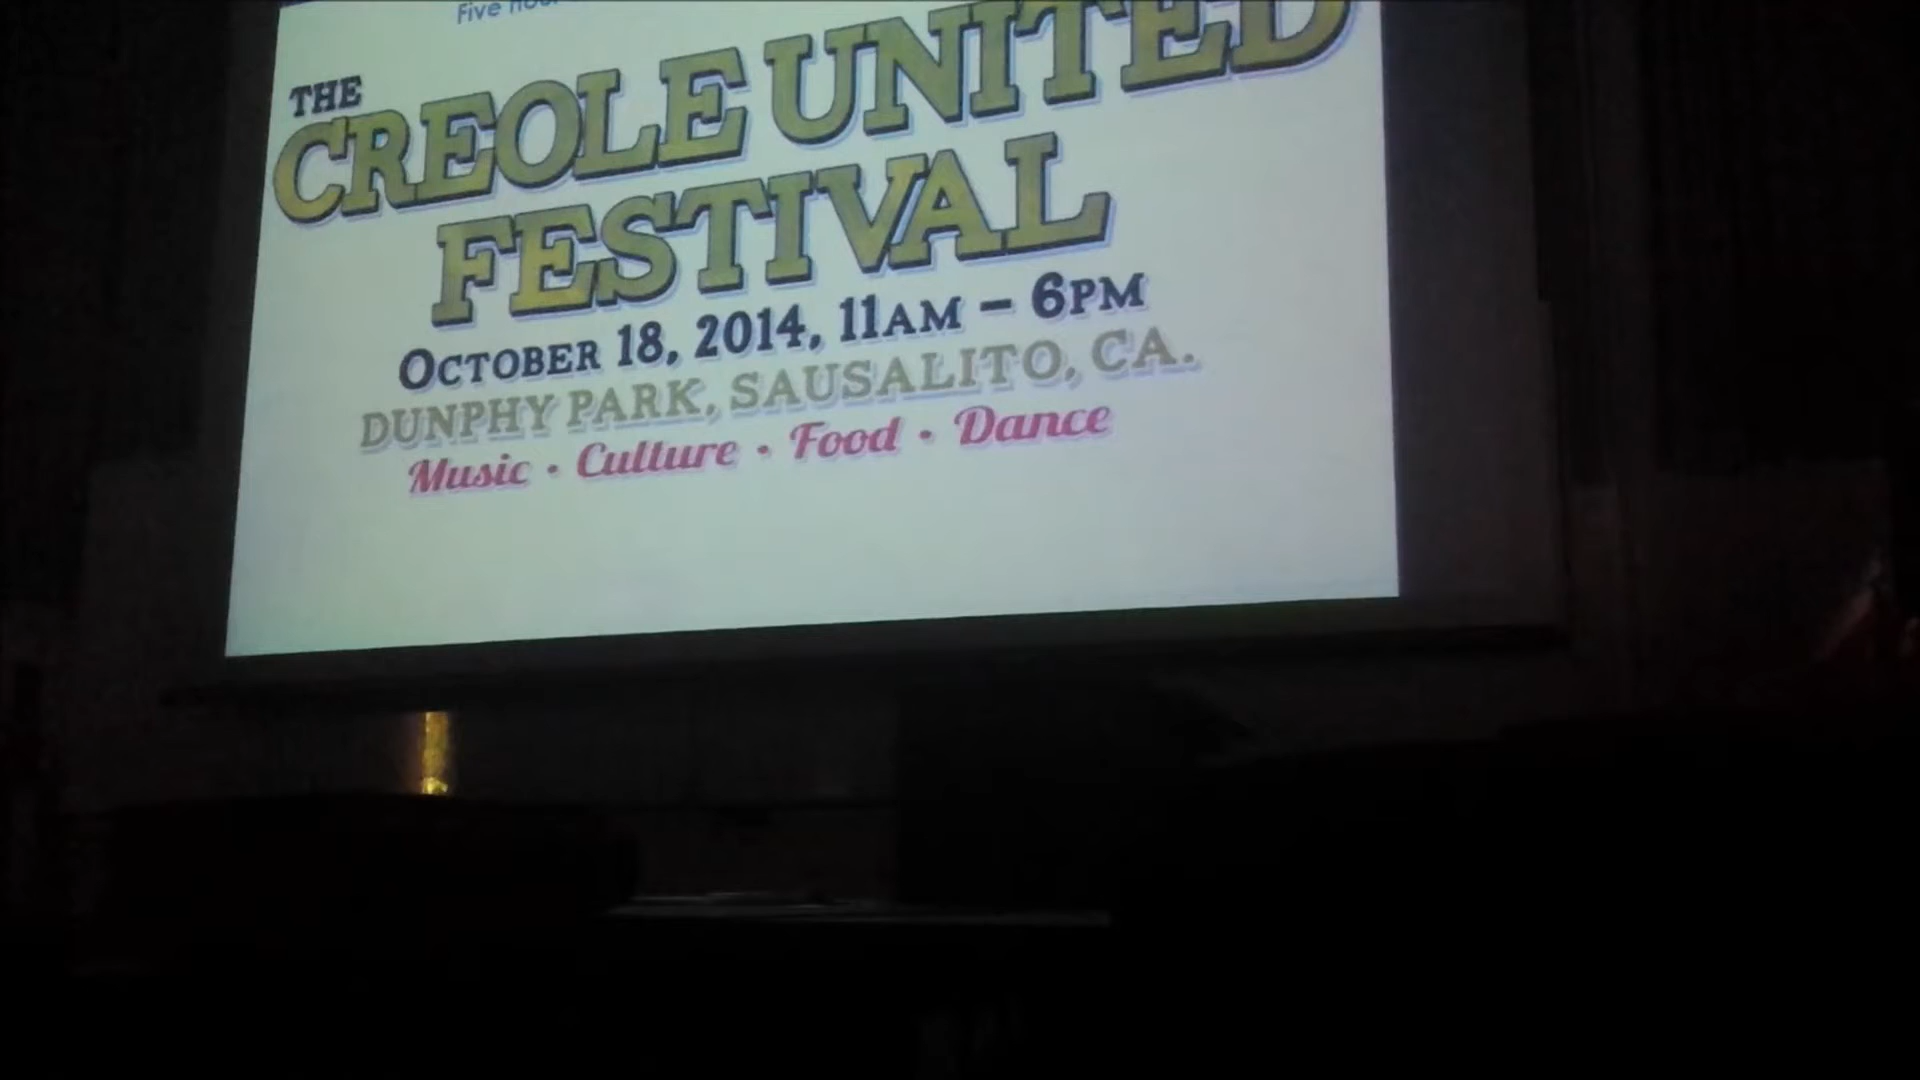 Five
THE
CREOLE UNITED
FESTIVAL
OCTOBER 18, 2014, 11AM – 6PM
DUNPHY PARK, SAUSALITO, CA.
Music • Culture • Food • Dance